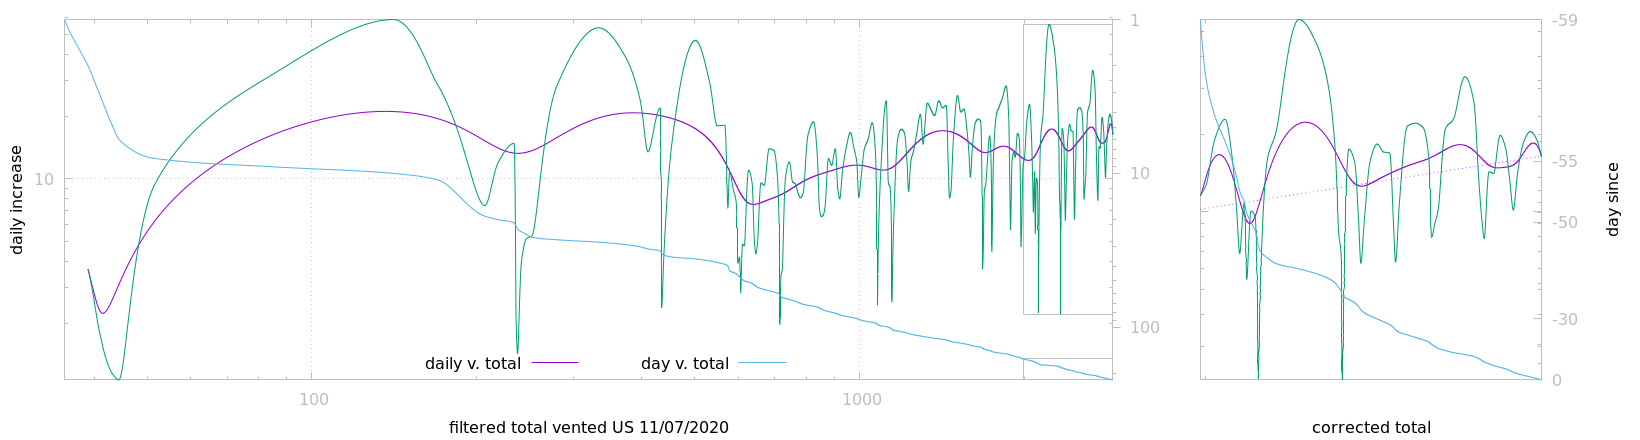 1
-59
-55
daily increase
10
10
day since
-50
-30
100
daily v. total
day v. total
0
100
1000
filtered total vented US 11/07/2020
corrected total